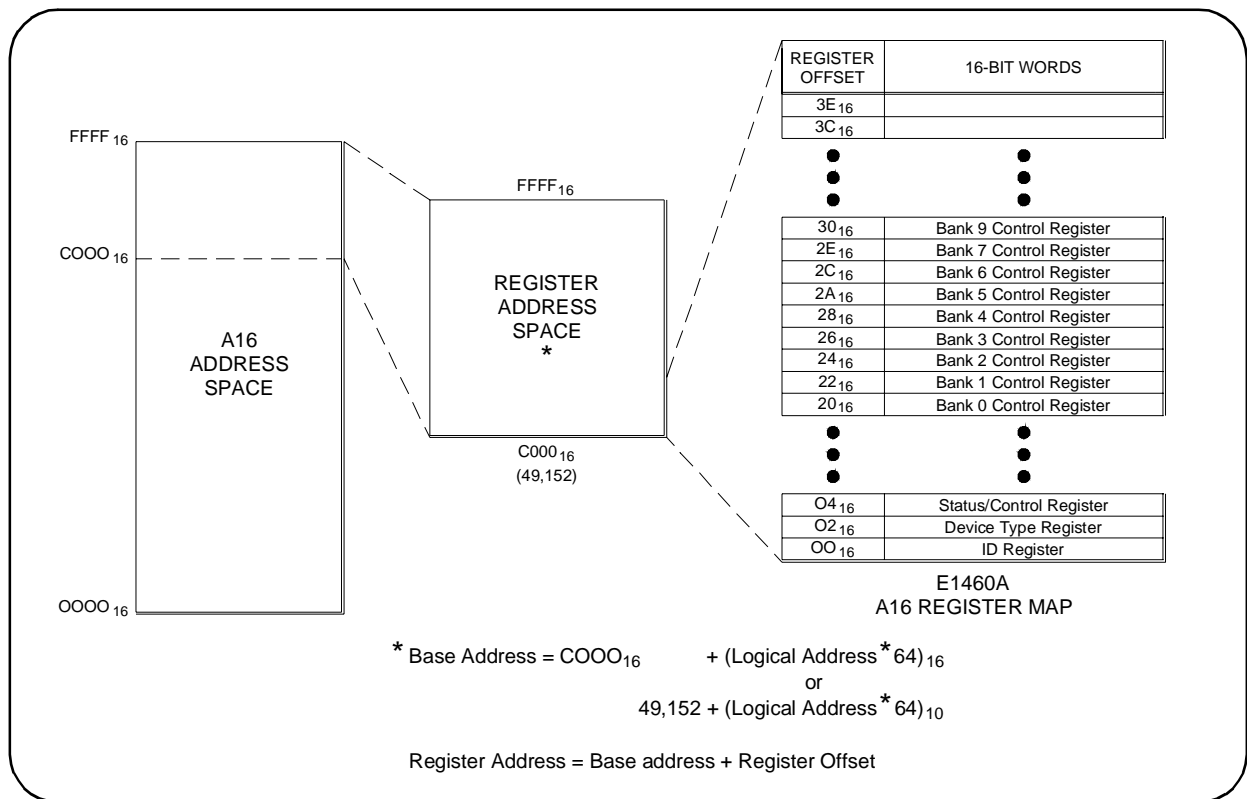 FFFF 16
COOO 16
A16
ADDRESS
SPACE
OOOO 16
FFFF16
REGISTER
ADDRESS
SPACE
*
C00016
(49,152)
REGISTER OFFSET 16-BIT WORDS
3E16
3C16
3016 Bank 9 Control Register
2E16 Bank 7 Control Register
2C16 Bank 6 Control Register
2A16 Bank 5 Control Register
2816 Bank 4 Control Register
2616 Bank 3 Control Register
2416 Bank 2 Control Register
2216 Bank 1 Control Register
2016 Bank 0 Control Register
O416 Status/Control Register
O216 Device Type Register
OO16 ID Register
E1460A
A16 REGISTER MAP
* Base Address = COOO16 + (Logical Address * 64)16
or
49,152 + (Logical Address * 64)10
Register Address = Base address + Register Offset